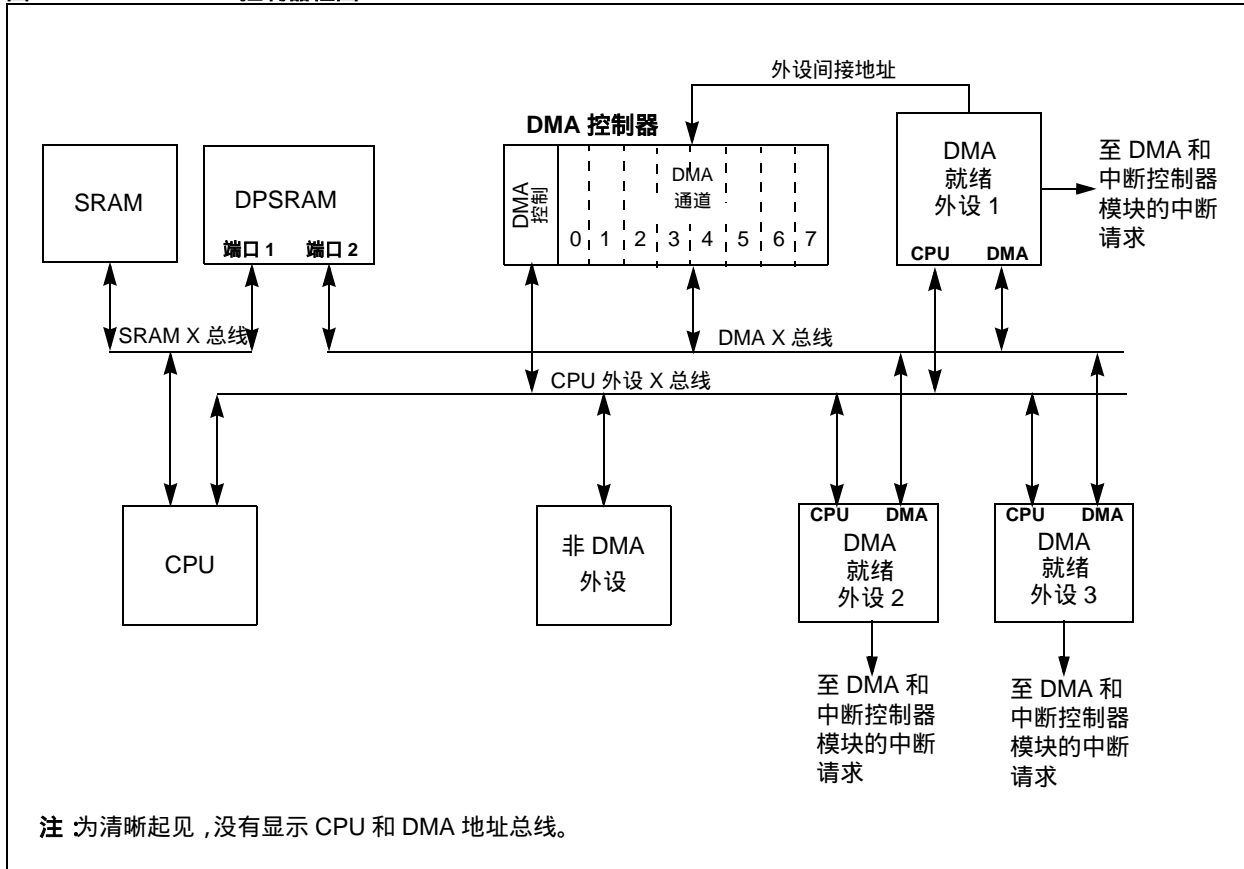 外设间接地址
DMA 控制器
SRAM
DPSRAM
端口 1 端口 2
DMA 控制
DMA
通道
0 1 2 3 4 5 6 7
DMA
就绪
外设 1
CPU DMA
至 DMA 和
中断控制器
模块的中断
请求
SRAM X 总线
DMA X 总线
CPU 外设 X 总线
CPU
非 DMA
外设
CPU DMA
DMA
就绪
外设 2
CPU DMA
DMA
就绪
外设 3
至 DMA 和
中断控制器
模块的中断
请求
至 DMA 和
中断控制器
模块的中断
请求
注:为清晰起见,没有显示 CPU 和 DMA 地址总线。